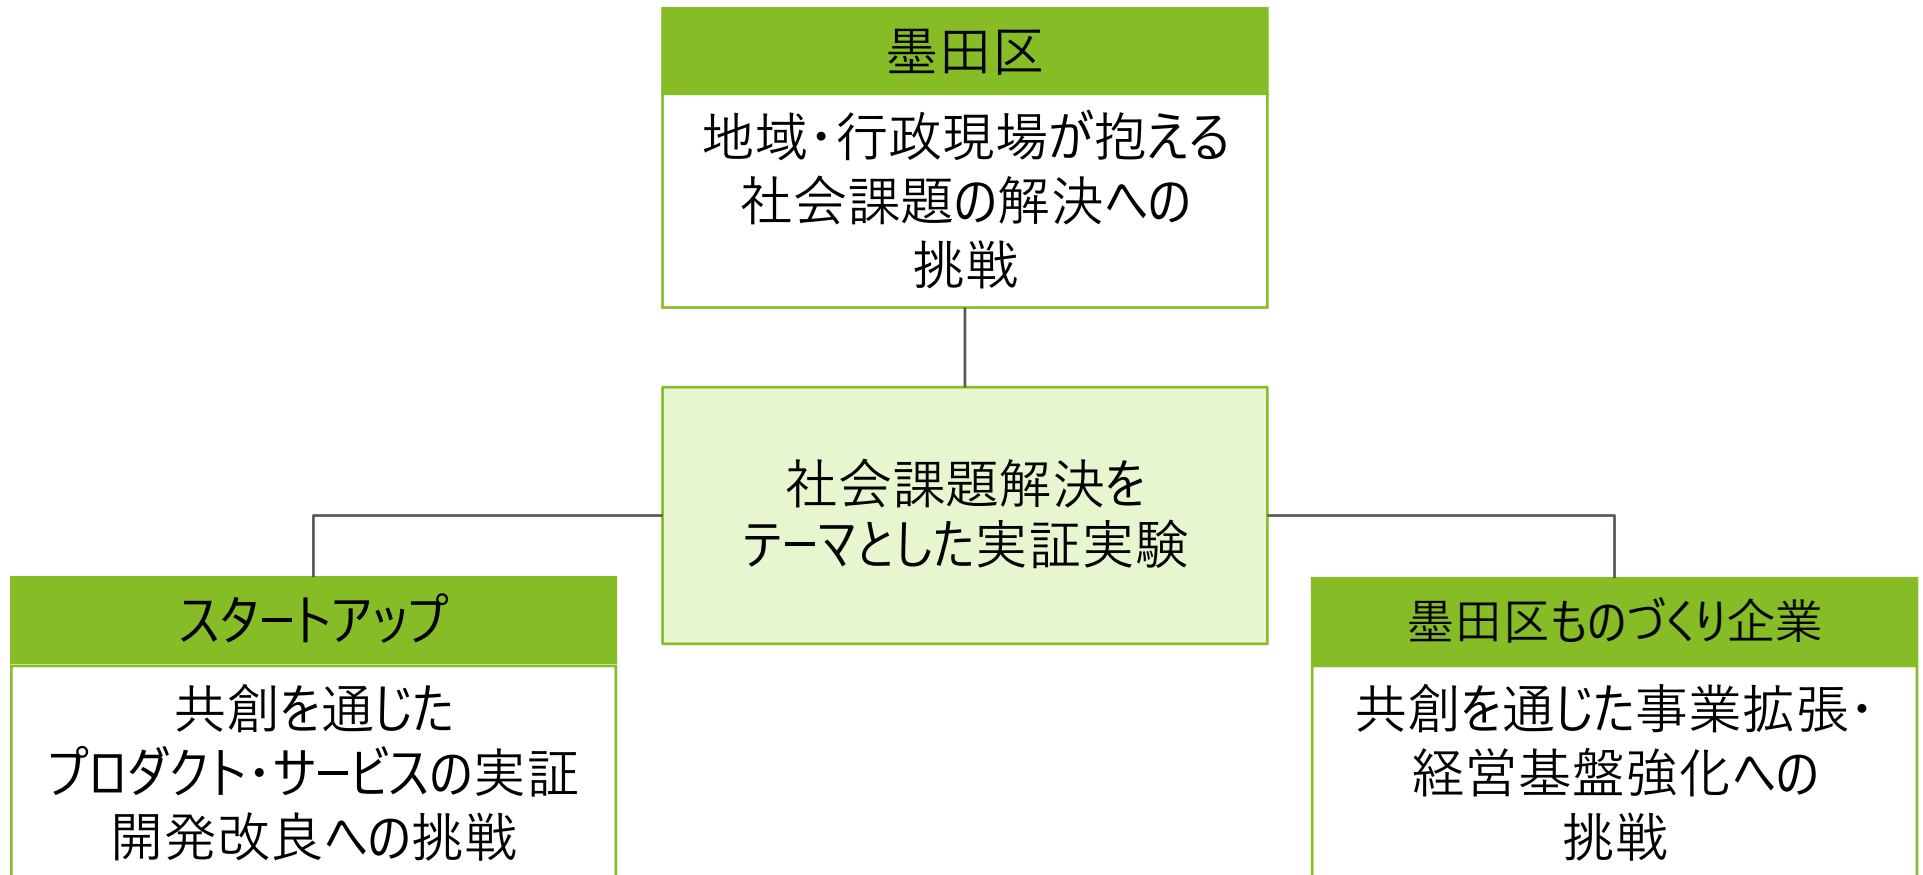 墨田区
地域・行政現場が抱える
社会課題の解決への
挑戦
社会課題解決を
テーマとした実証実験
スタートアップ
共創を通じた
プロダクト・サービスの実証
開発改良への挑戦
墨田区ものづくり企業
共創を通じた事業拡張・
経営基盤強化への
挑戦